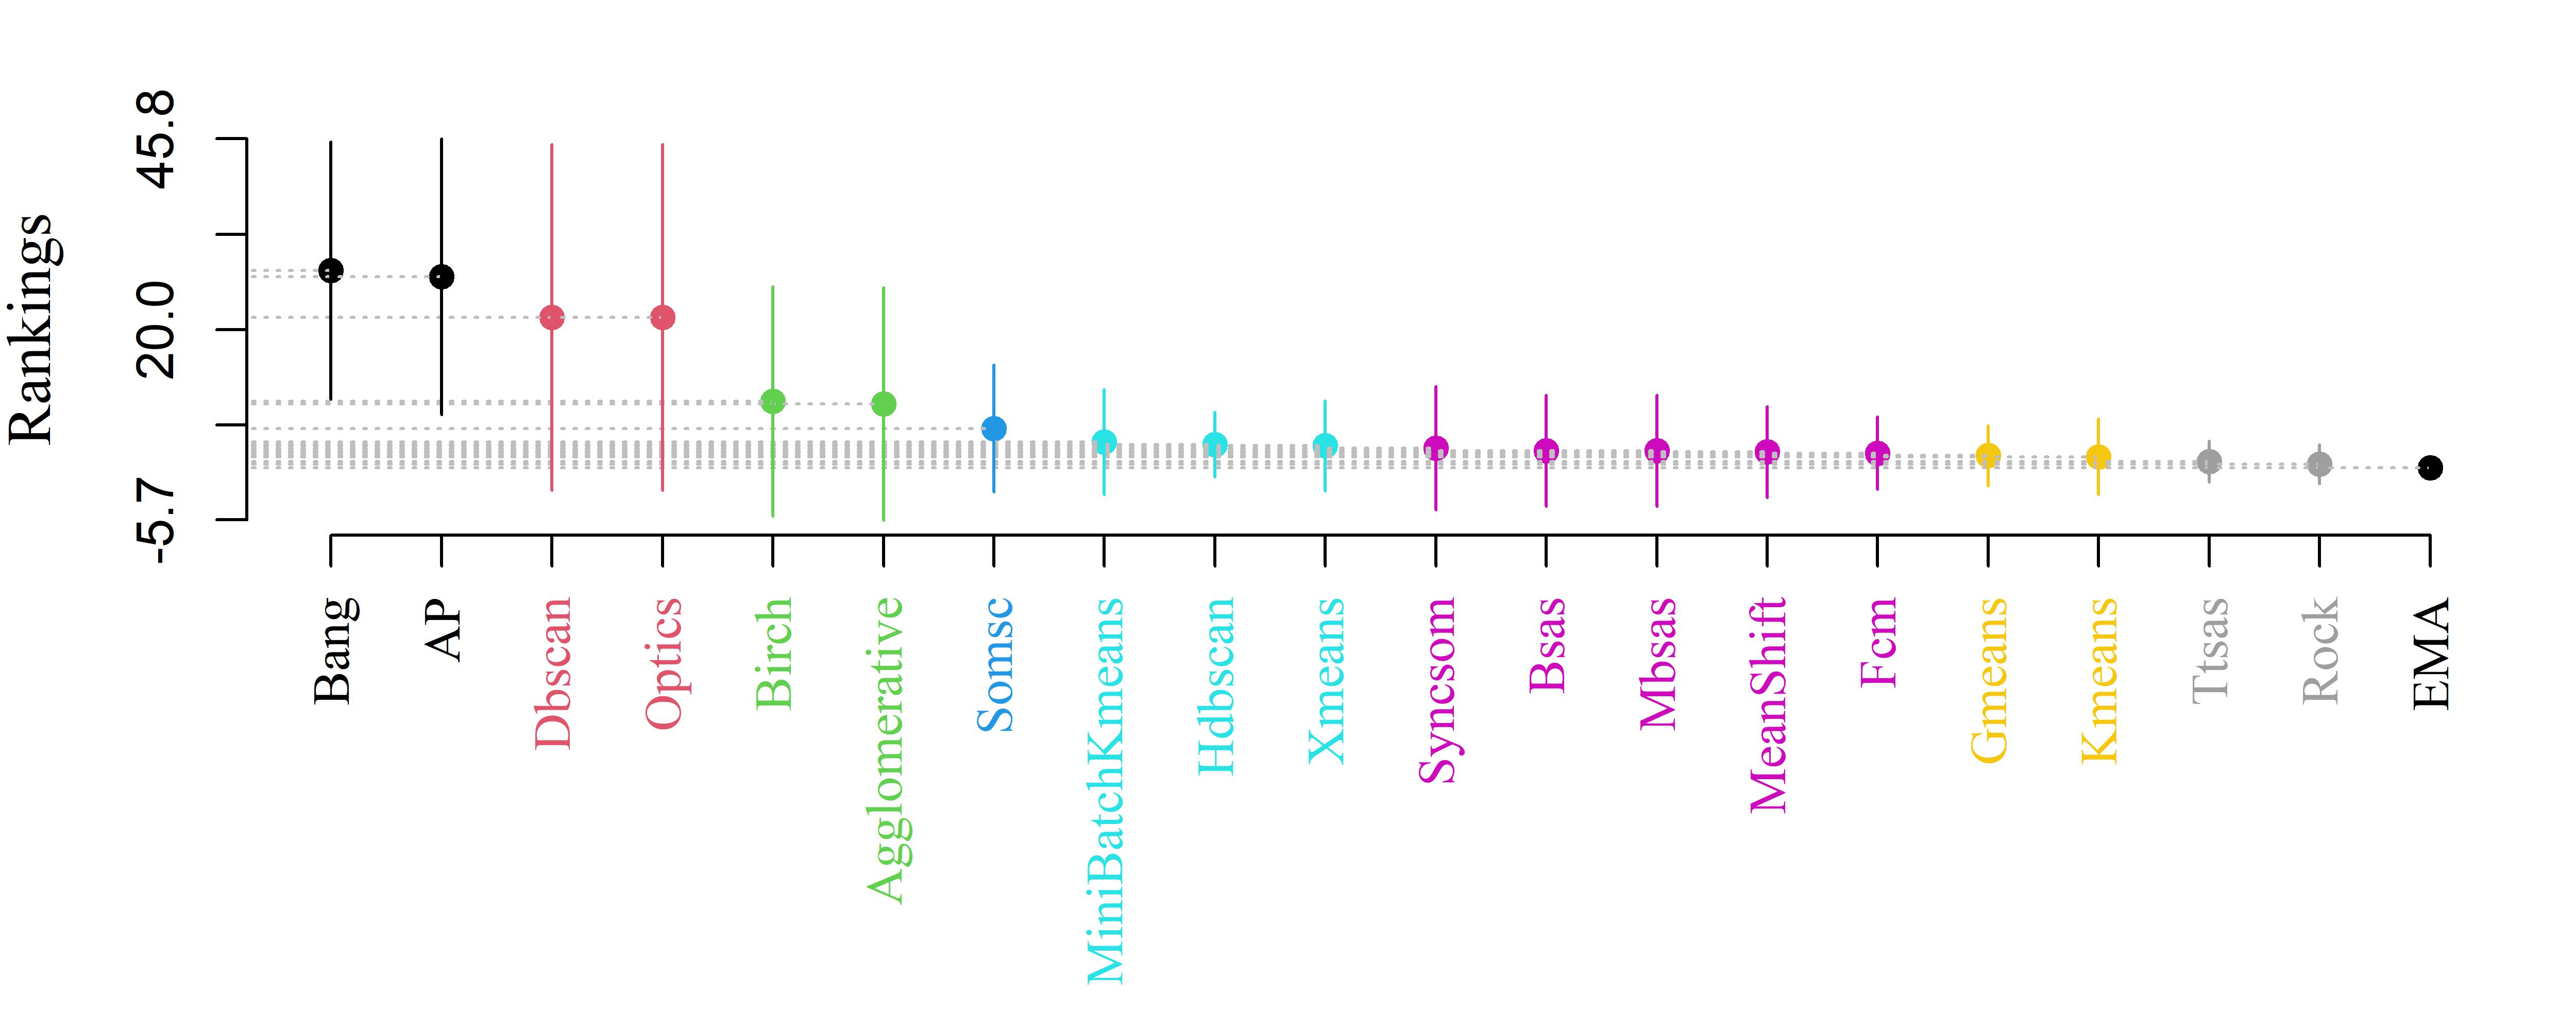 Rankings
45.8
20.0
-5.7
Bang
AP
Dbscan
Optics
Birch
Agglomerative
Somsc
MiniBatchKmeans
Hdbscan
Xmeans
Syncsom
Bsas
Mbsas
MeanShift
Fcm
Gmeans
Kmeans
Ttsas
Rock
EMA